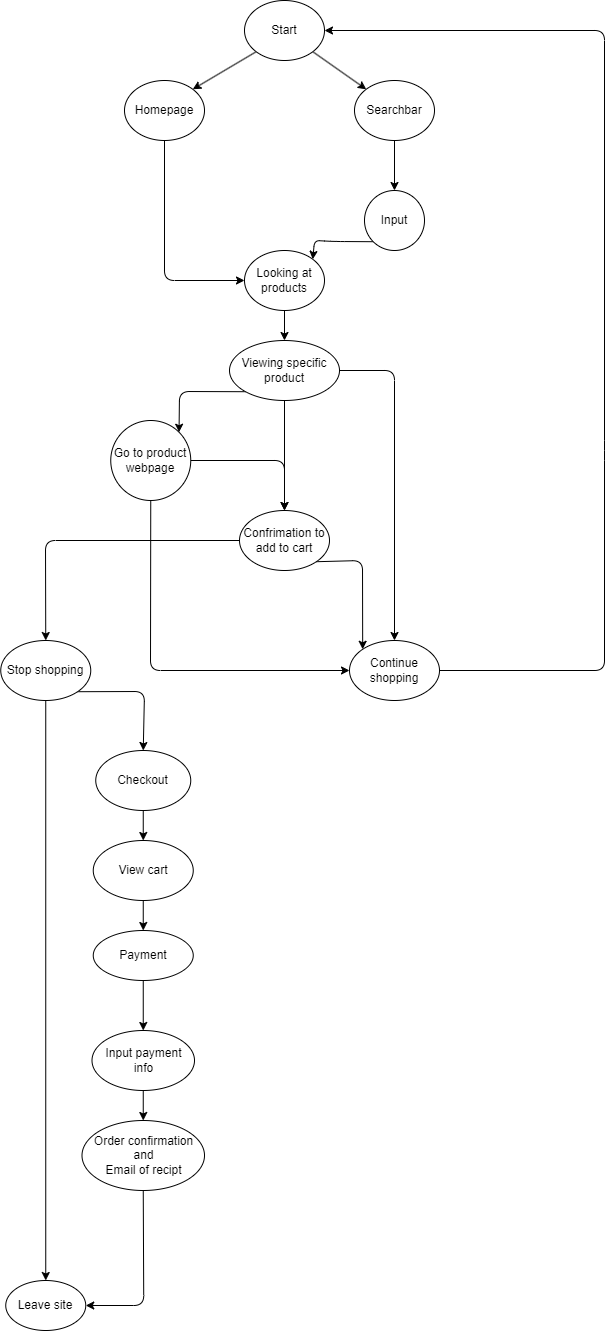 Start
Homepage
Searchbar
Input
Looking at
products
Viewing specific
product
Go to product
webpage
Confrimation to
add to cart
Stop shopping
Continue
shopping
Checkout
View cart
Payment
Input payment
info
Order confirmation
and
Email of recipt
Leave site